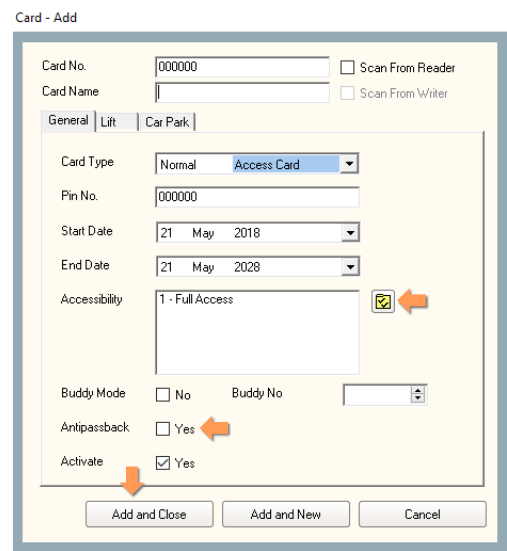 Card - Add
Card No. 000000 Scan From Reader
Card Name Scan From Writer
General Lift Car Park
Card Type Normal Access Card
Pin No. 000000
Start Date 21 May 2018
End Date 21 May 2028
Accessibility 1 - Full Access
Buddy Mode No Buddy No
Antipassback Yes
Activate Yes
Add and Close Add and New Cancel